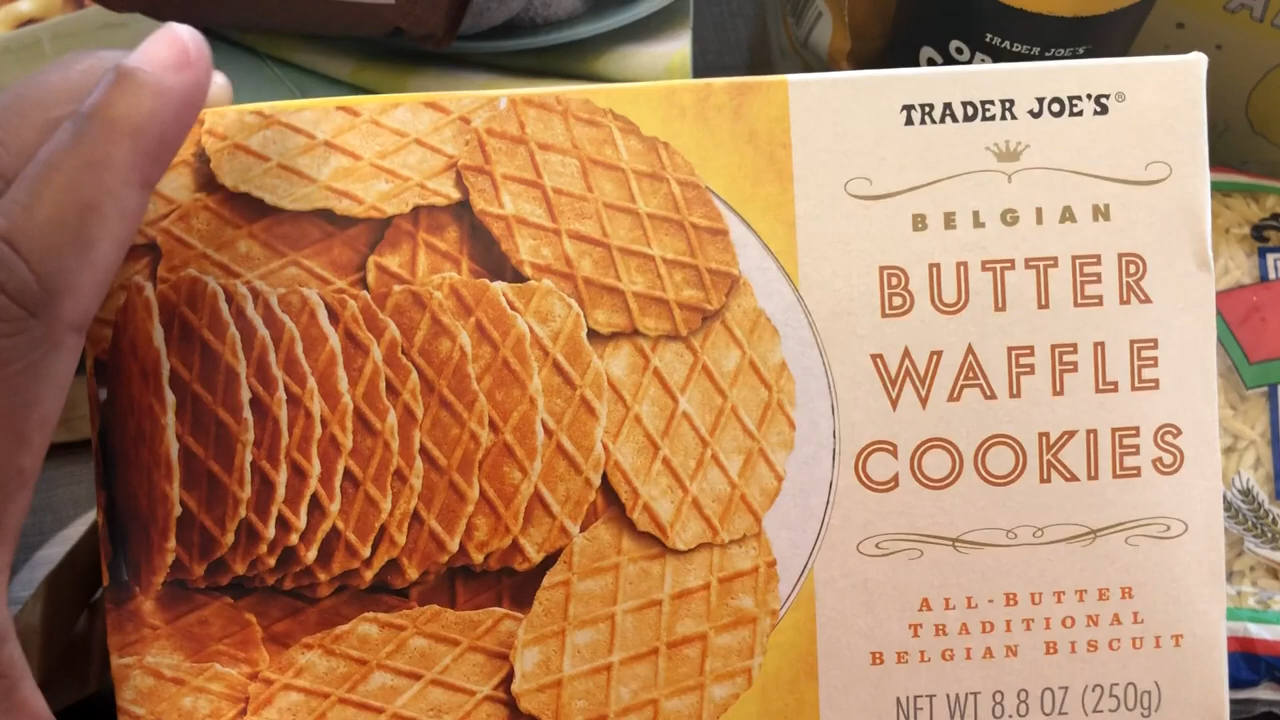 TRADER JOE'S
TRADER JOE'S®
BELGIAN
BUTTER
WAFFLE
COOKIES
ALL-BUTTER
TRADITIONAL
BELGIAN BISCUIT
NET WT 8.8 OZ (250g)